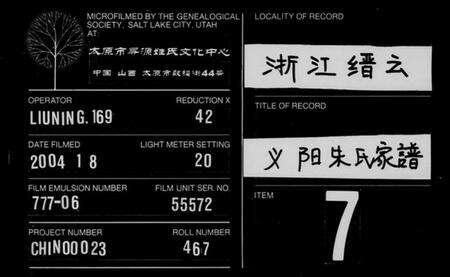 MICROFILMED BY THE GENEALOGICAL
SOCIETY, SALT LAKE CITY, UTAH
AT
太原市寻源姓氏文化中心
中国 山西 太原市政桥街44号
OPERATOR
LIUNING.169
REDUCTION X
42
DATE FILMED
2004 1 8
LIGHT METER SETTING
20
FILM EMULSION NUMBER
777-06
FILM UNIT SER. NO.
55572
PROJECT NUMBER
CHIN00023
ROLL NUMBER
467
LOCALITY OF RECORD
浙江缙云
TITLE OF RECORD
义阳朱氏家譜
ITEM
7